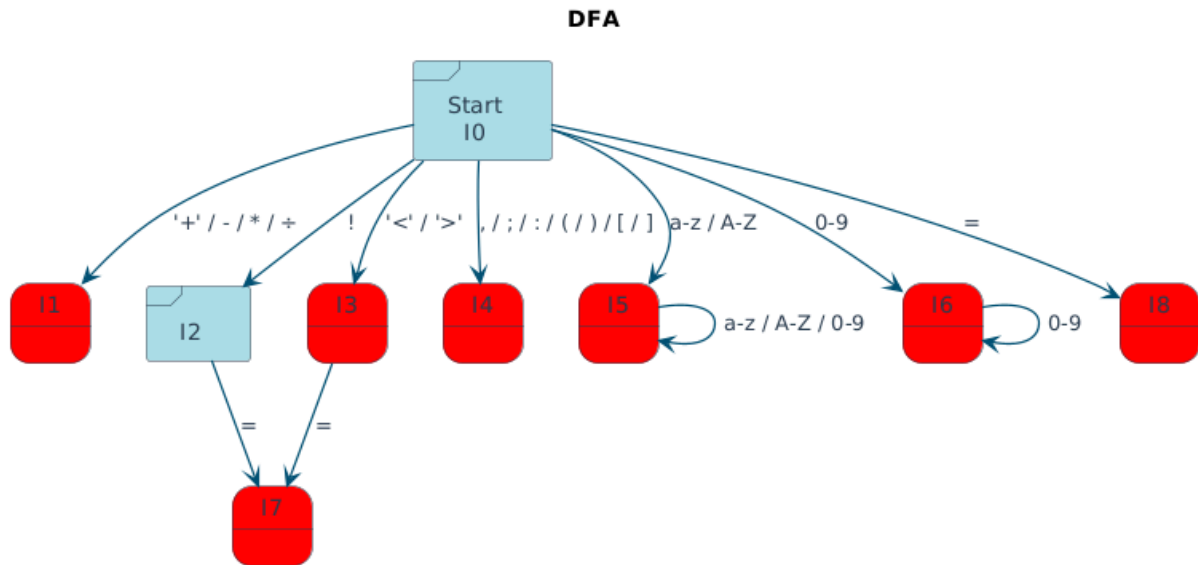 DFA
Start
I0
'+' / - / * / ÷
!
'<' / '>'
, / ; / : / ( / ) / [ / ]
a-z / A-Z
0-9
=
I1
I2
I3
I4
I5
a-z / A-Z / 0-9
I6
0-9
I8
=
=
I7